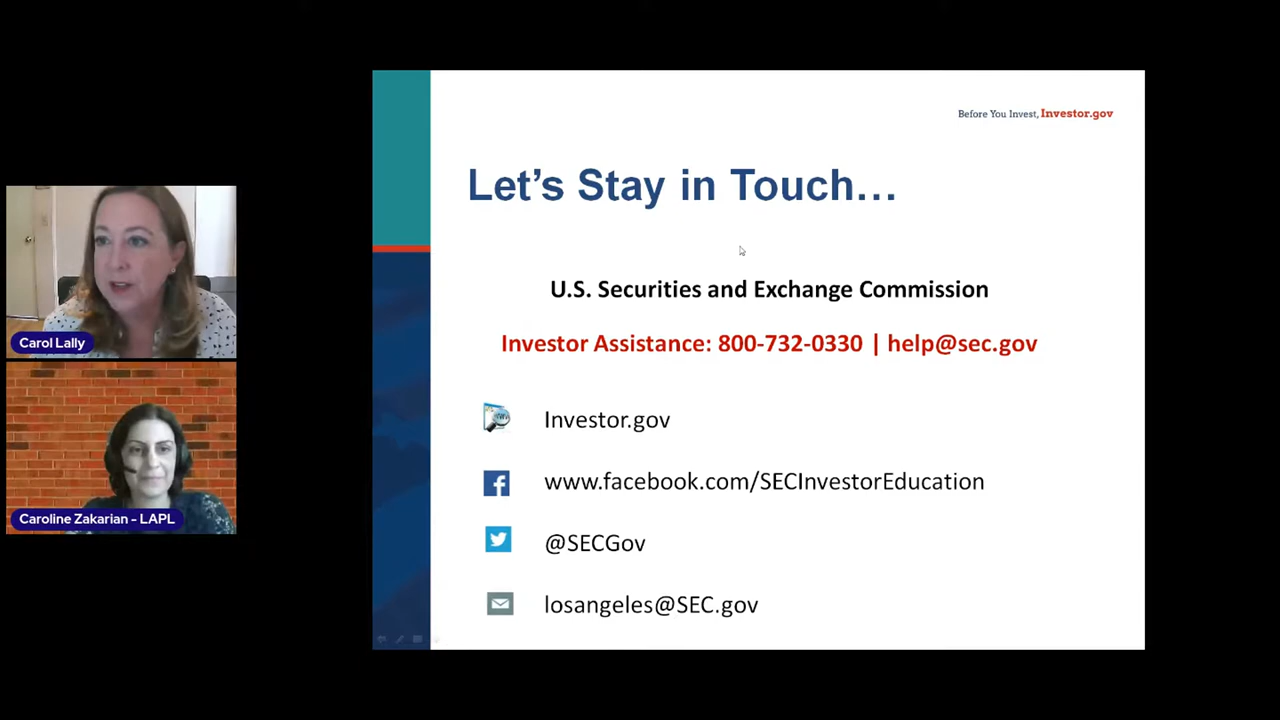 Before You Invest, Investor.gov
Let's Stay in Touch…
U.S. Securities and Exchange Commission
Investor Assistance: 800-732-0330 | help@sec.gov
Investor.gov
www.facebook.com/SECInvestorEducation
@SECGov
losangeles@SEC.gov
Carol Lally
Caroline Zakarian - LAPL